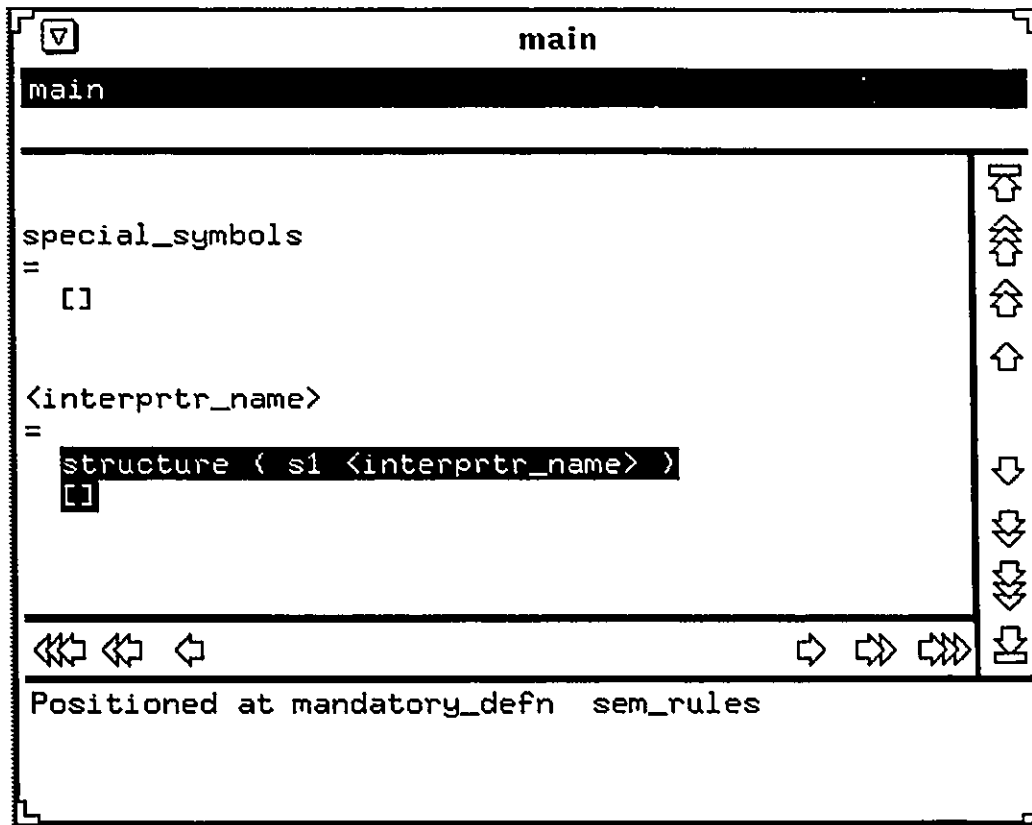 main
main
special_symbols
=
[]
<interprtr_name>
=
structure ( s1 <interprtr_name> )
[]
Positioned at mandatory_defn  sem_rules